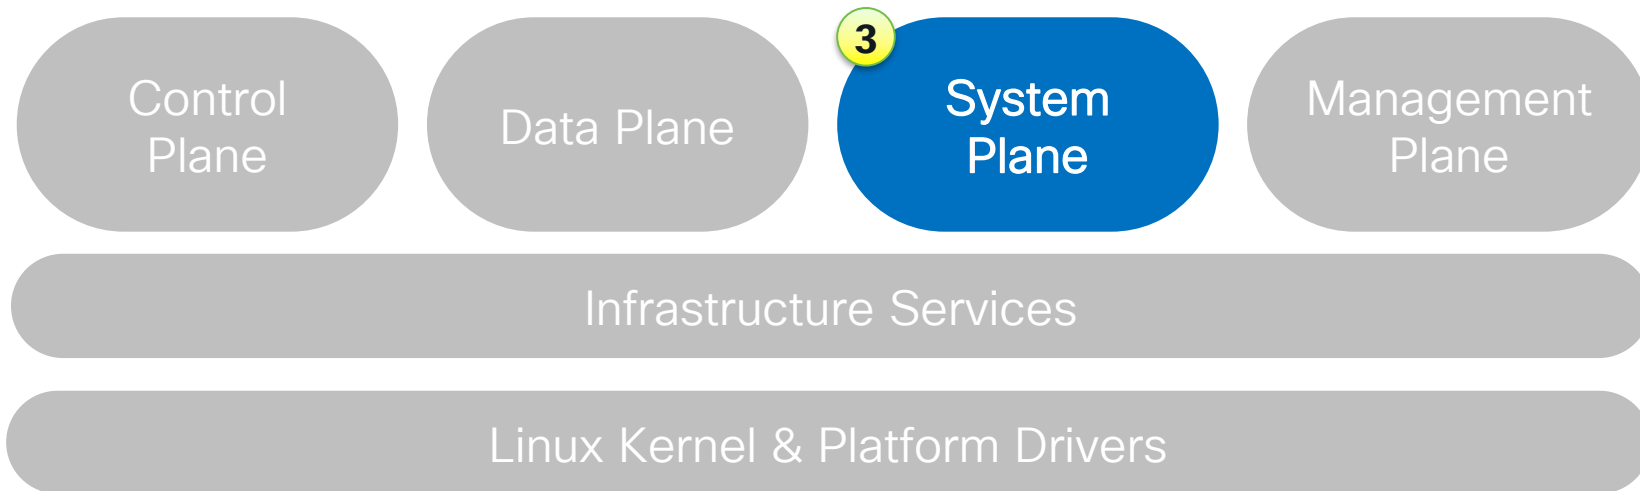 Control
Plane
Data Plane
3
System
Plane
Management
Plane
Infrastructure Services
Linux Kernel & Platform Drivers